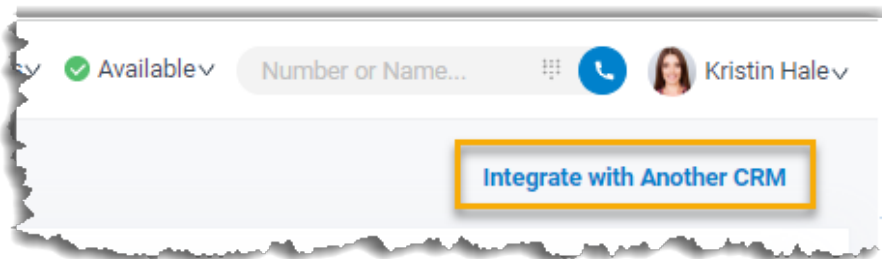 Available
Number or Name...
Kristin Hale
Integrate with Another CRM